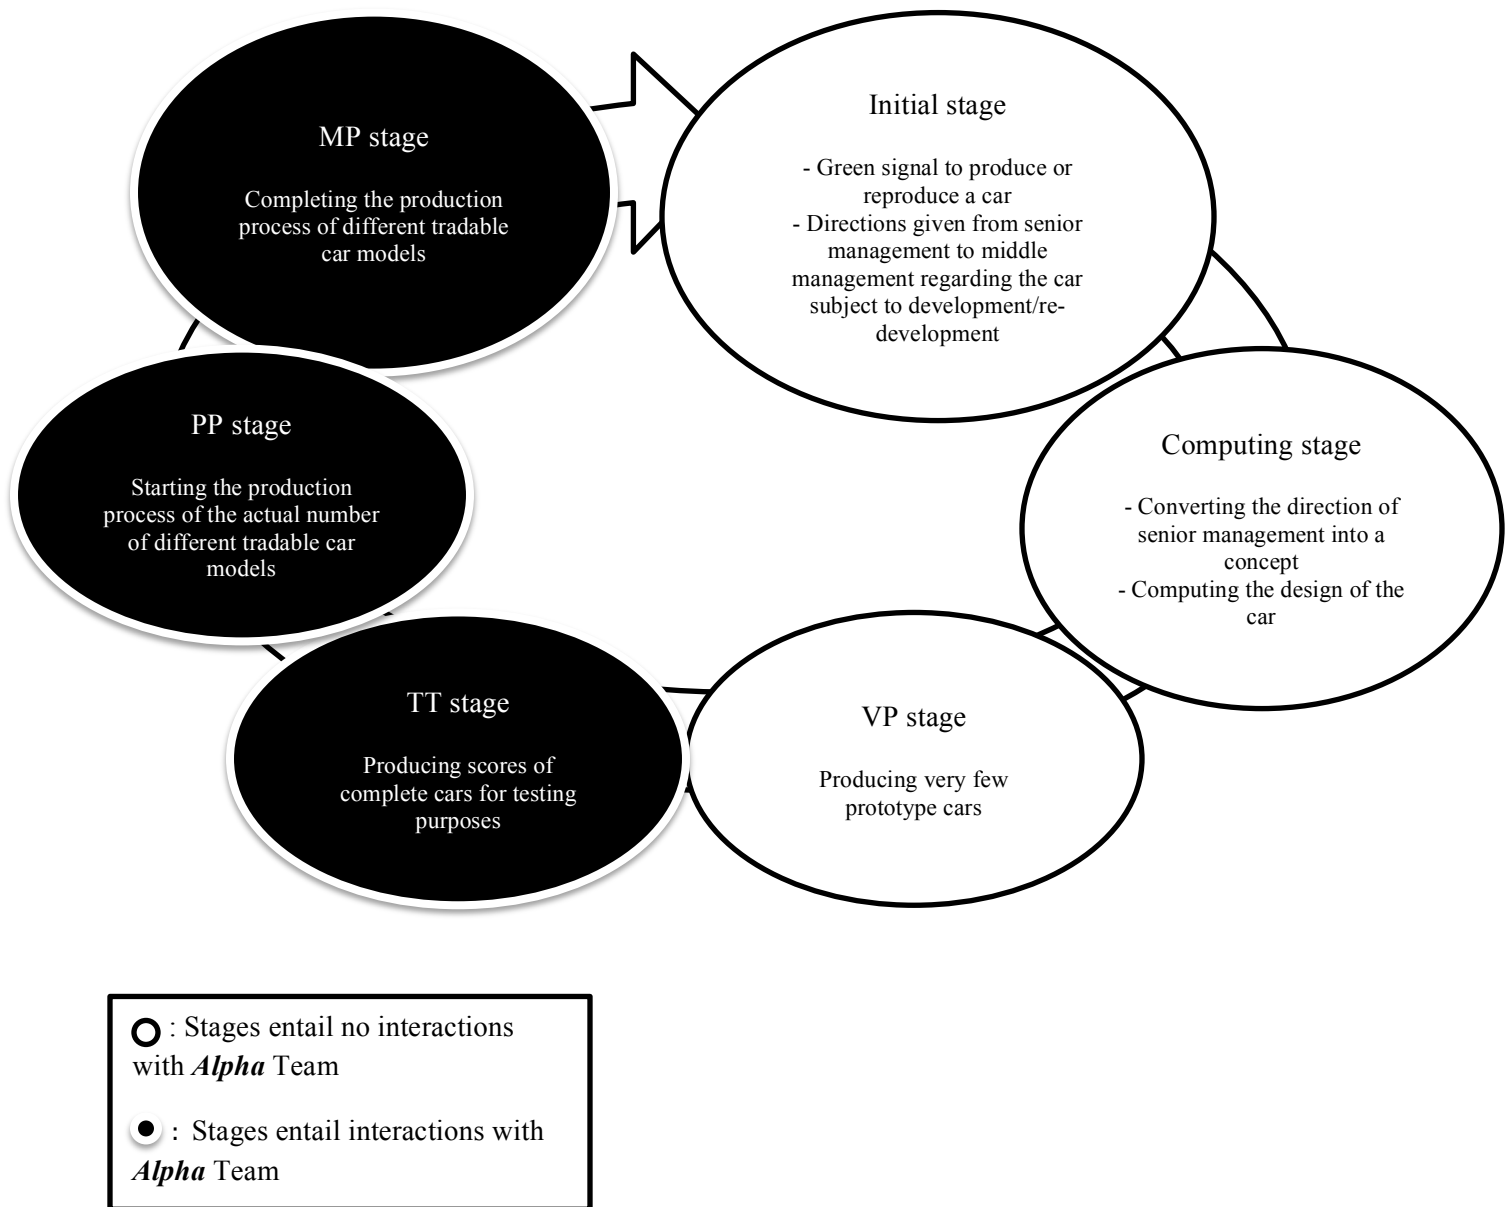 MP stage
Completing the production
process of different tradable
car models
Initial stage
- Green signal to produce or
reproduce a car
- Directions given from senior
management to middle
management regarding the car
subject to development/re-
development
PP stage
Starting the production
process of the actual number
of different tradable car
models
Computing stage
- Converting the direction of
senior management into a
concept
- Computing the design of the
car
TT stage
Producing scores of
complete cars for testing
purposes
VP stage
Producing very few
prototype cars
: Stages entail no interactions
with Alpha Team
: Stages entail interactions with
Alpha Team